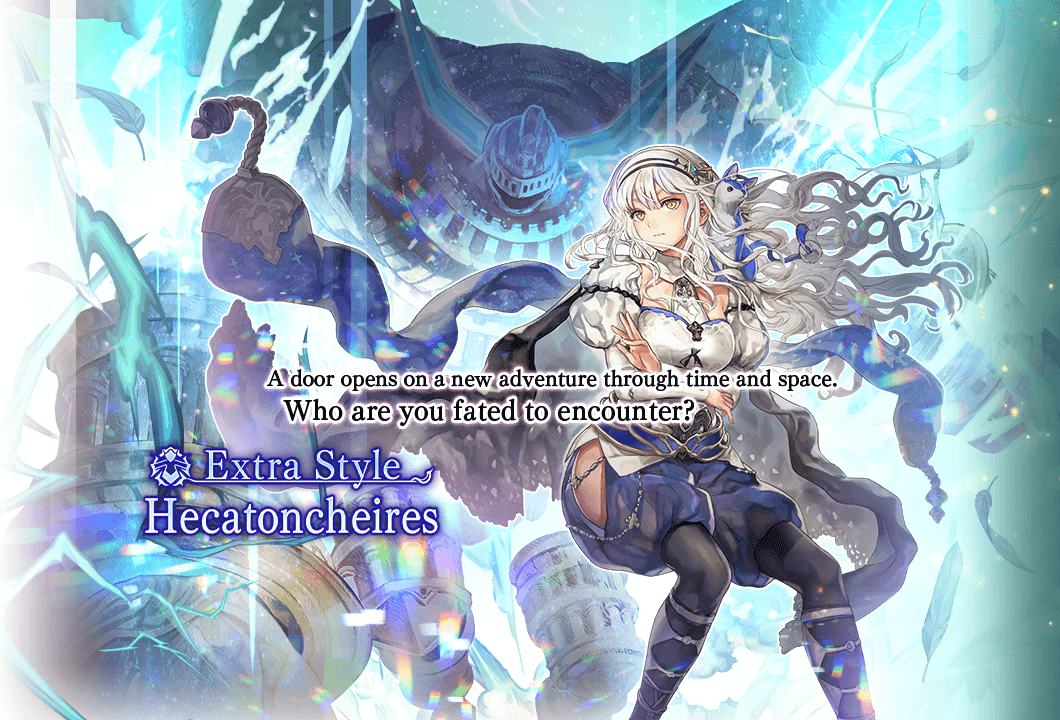 A door opens on a new adventure through time and space.
Who are you fated to encounter?
Extra Style
Hecatoncheires